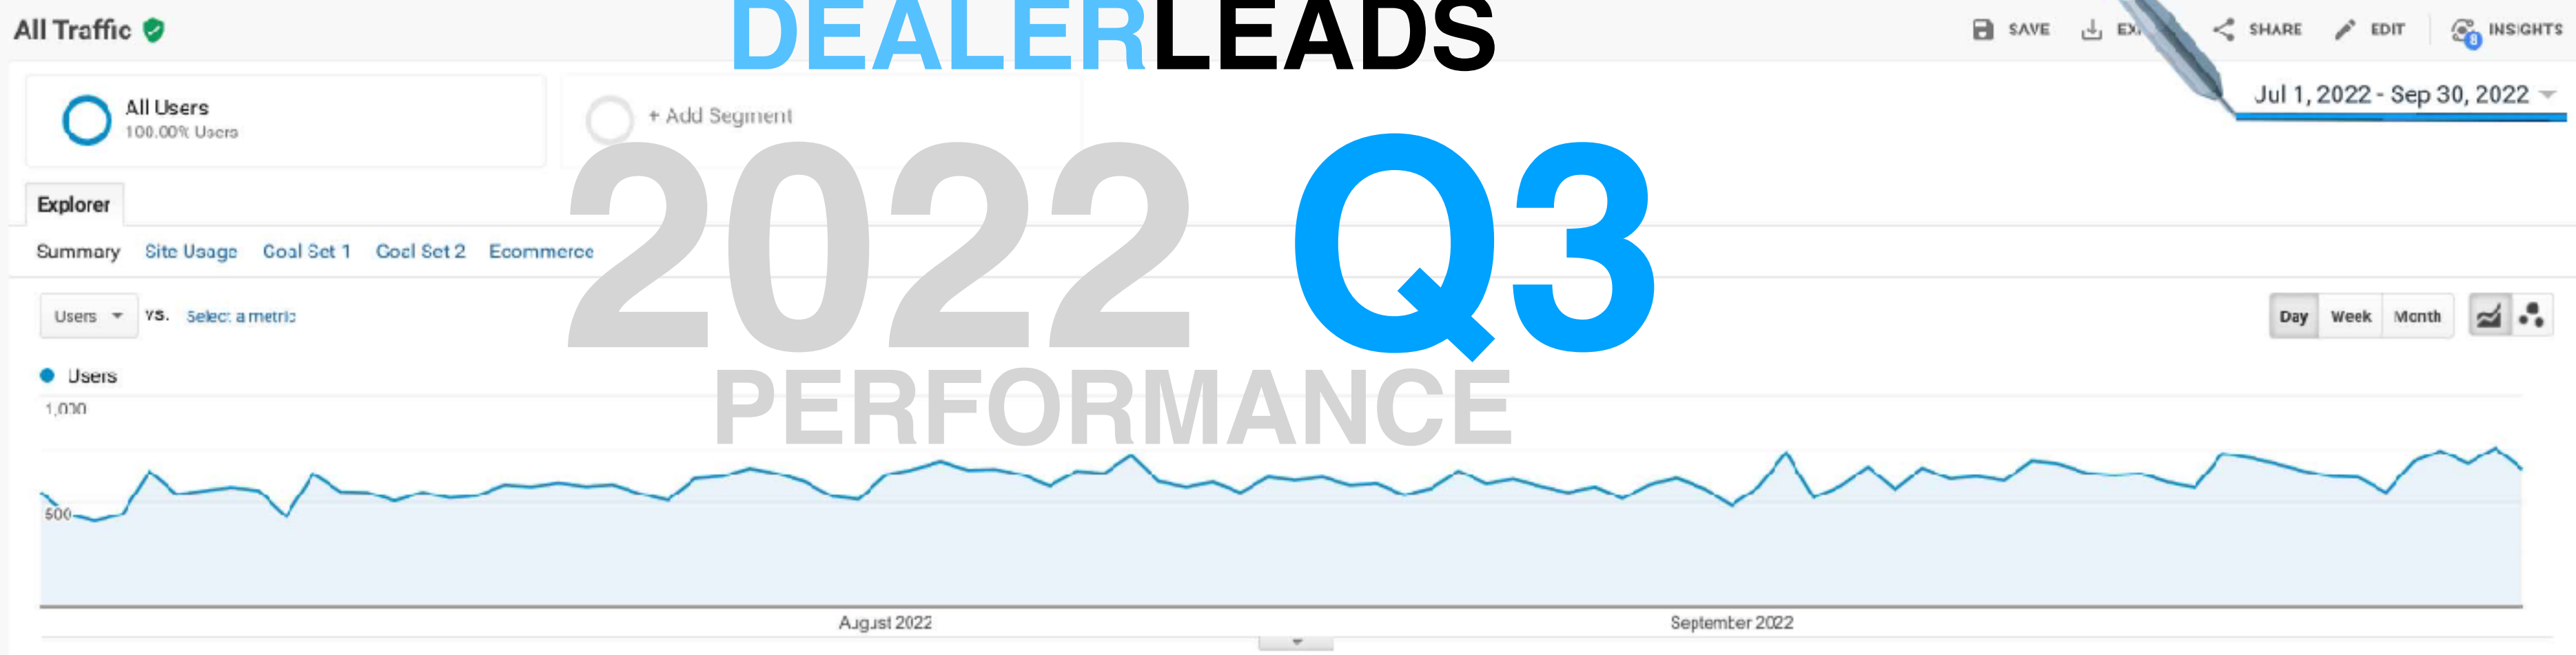 All Traffic
DEALERLEADS
SAVE
SHARE
EDIT
8
INSIGHTS
All Users
100.00% Users
+ Add Segment
Jul 1, 2022 - Sep 30, 2022
2022 Q3
Explorer
Summary Site Usage Goal Set 1 Goal Set 2 Ecommerce
Users VS. Select a metric
Day Week Month
PERFORMANCE
Users
1,000
500
August 2022 September 2022